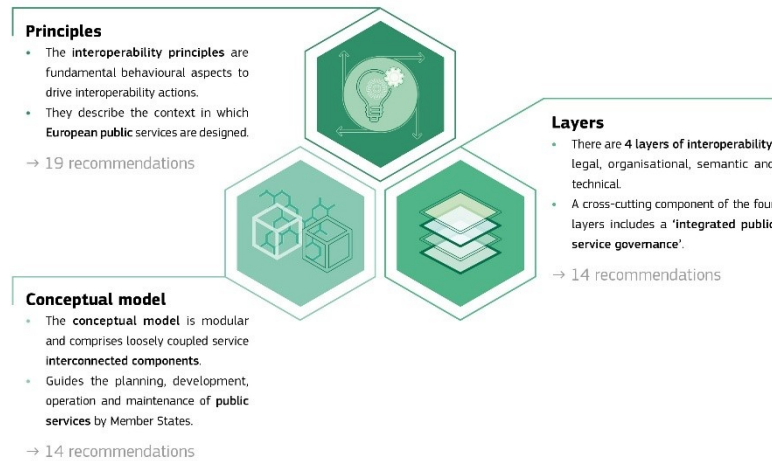 Principles
• The interoperability principles are
fundamental behavioural aspects to
drive interoperability actions.
• They describe the context in which
European public services are designed.
→ 19 recommendations
Layers
• There are 4 layers of interoperability
legal, organisational, semantic and
technical.
• A cross-cutting component of the four
layers includes a ‘integrated public
service governance’.
→ 14 recommendations
Conceptual model
• The conceptual model is modular
and comprises loosely coupled service
interconnected components.
• Guides the planning, development,
operation and maintenance of public
services by Member States.
→ 14 recommendations